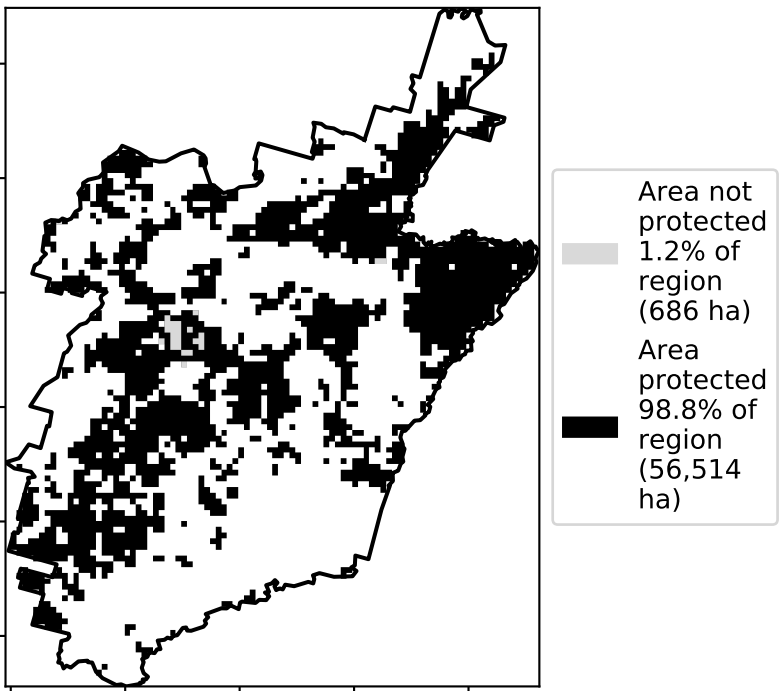 Area not
protected
1.2% of
region
(686 ha)
Area
protected
98.8% of
region
(56,514
ha)